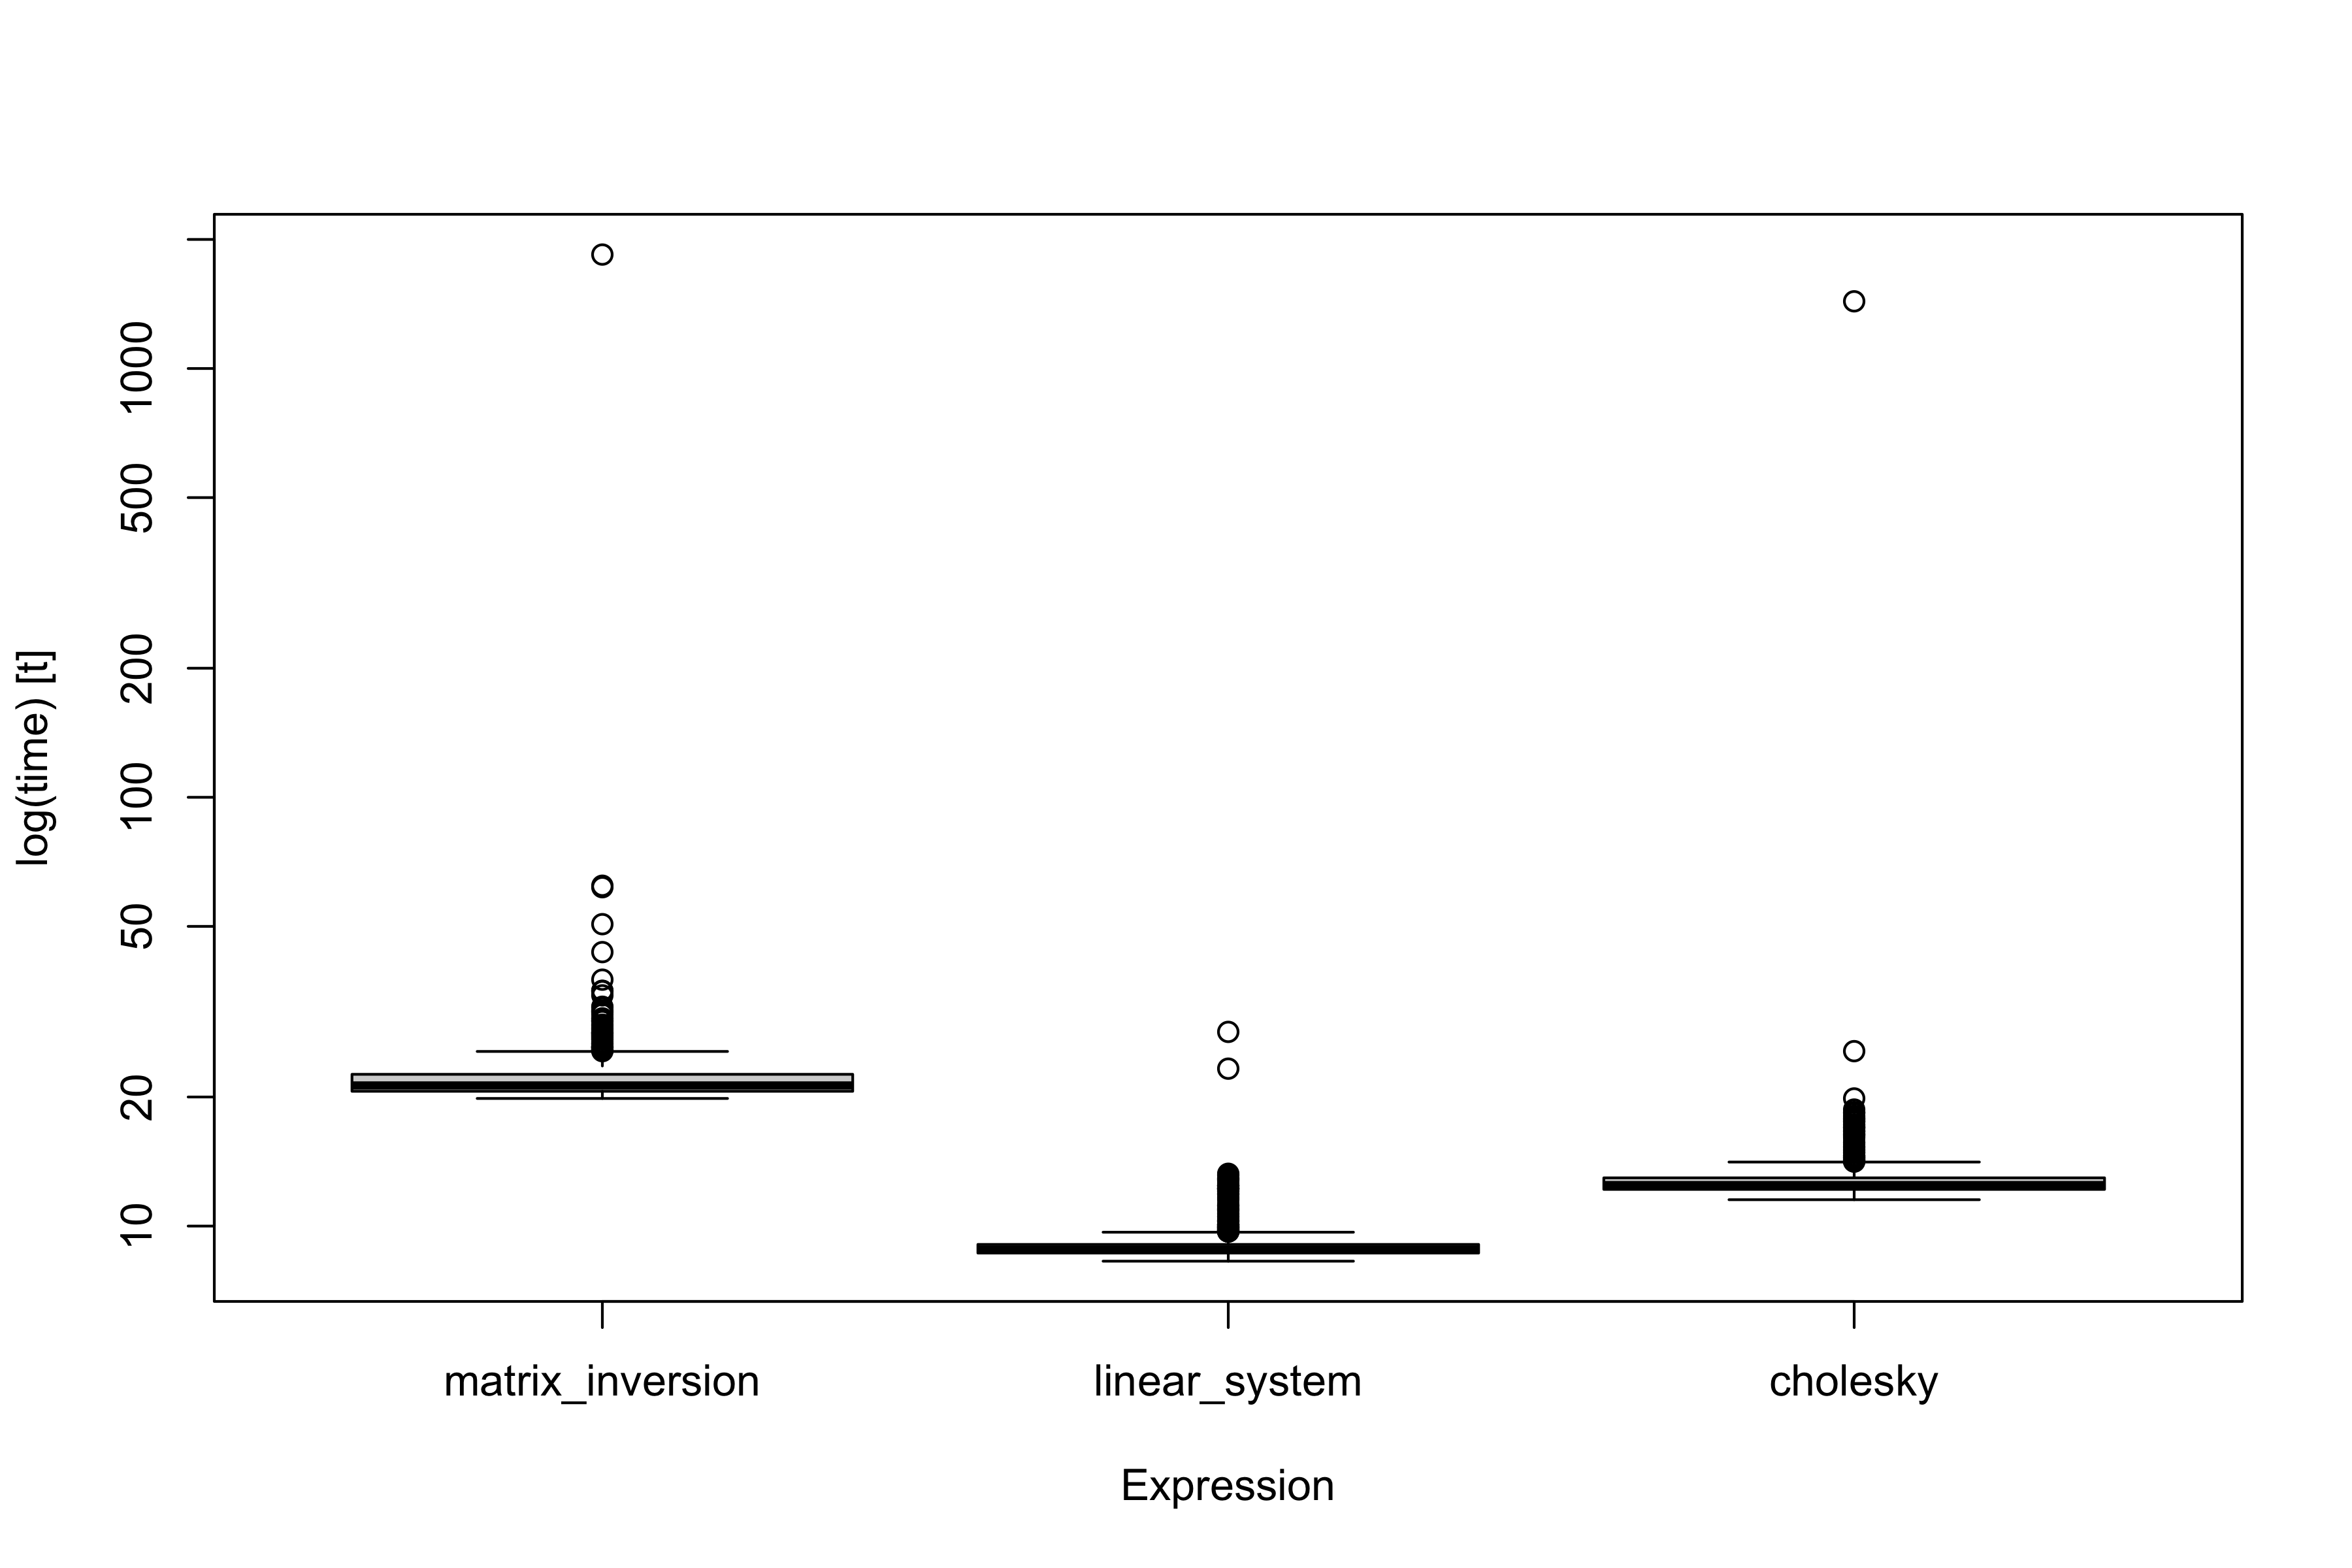 log(time) [t]
1000
500
200
100
50
20
10
matrix_inversion
linear_system
cholesky
Expression